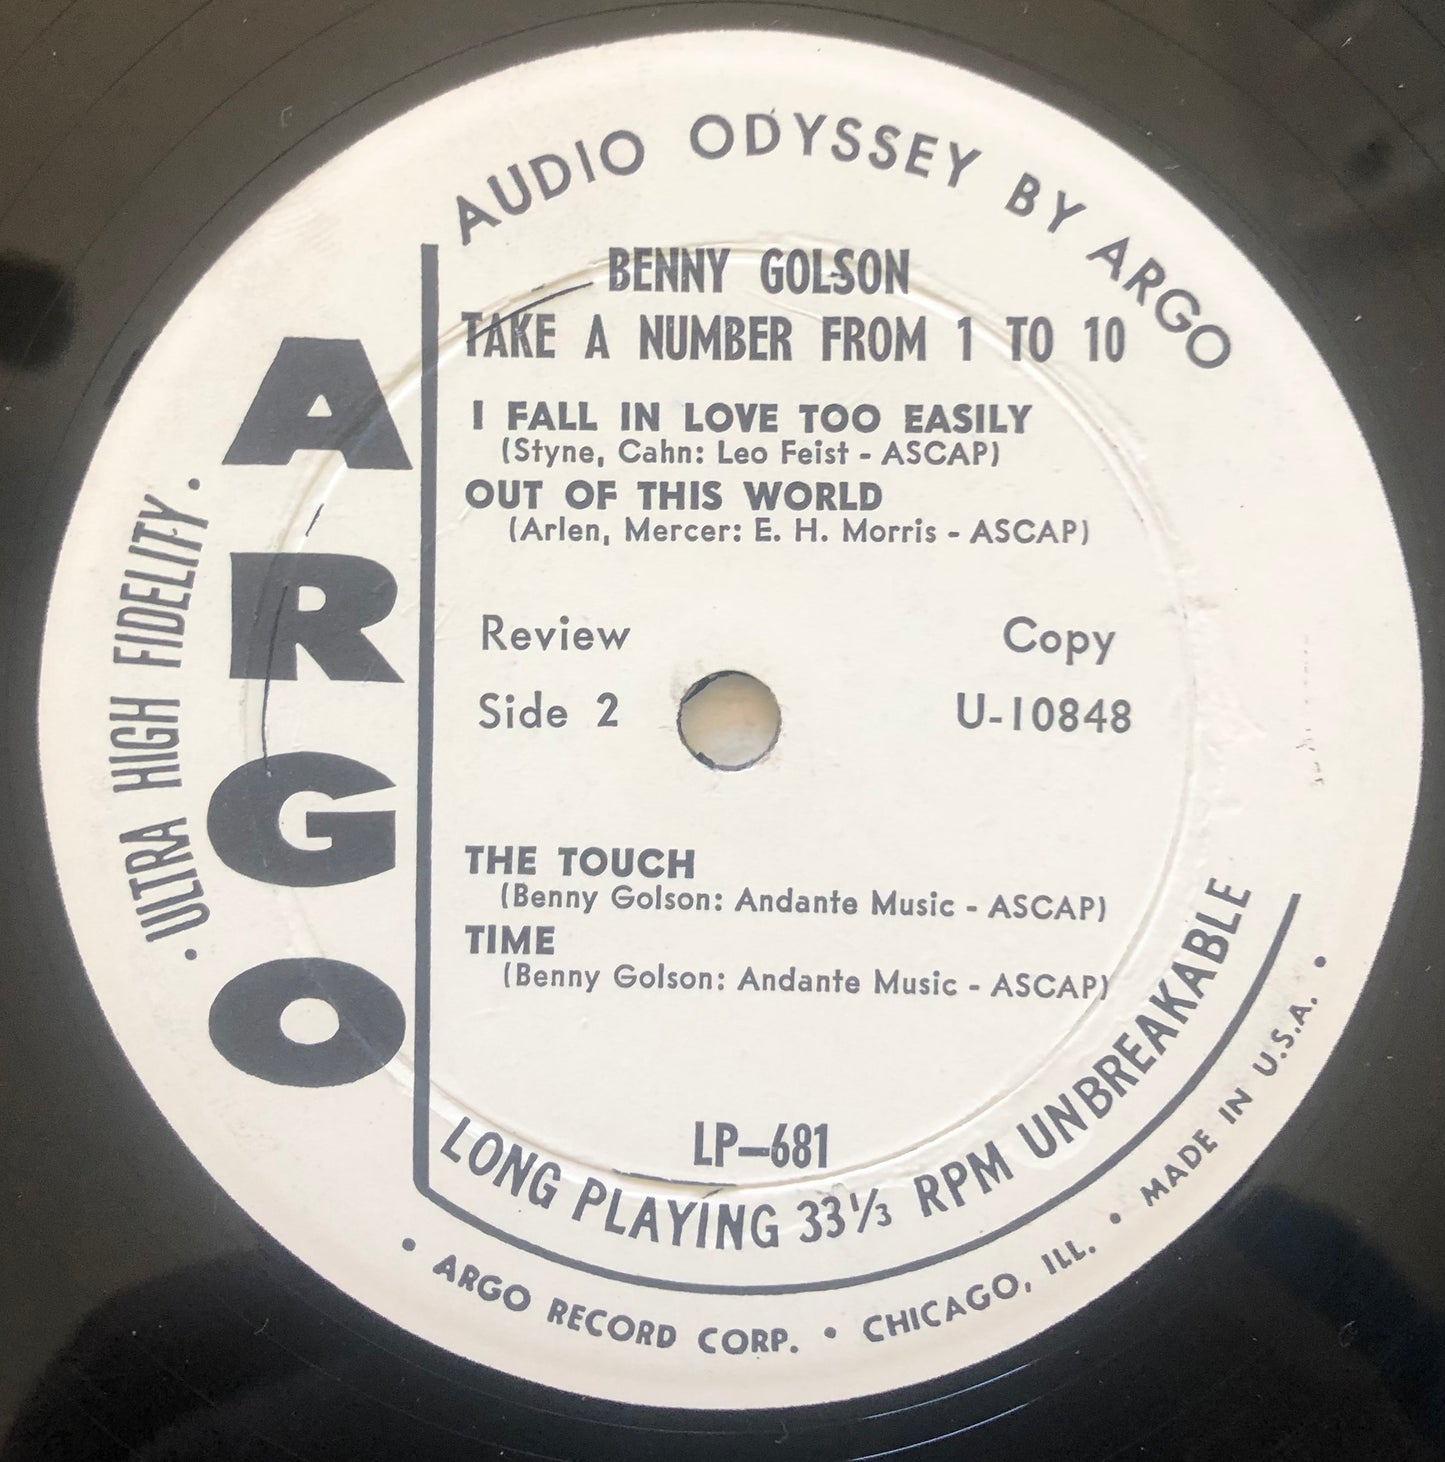 AUDIO ODYSSEY BY ARGO
ARGO
• ULTRA HIGH FIDELITY •
BENNY GOLSON
TAKE A NUMBER FROM 1 TO 10
I FALL IN LOVE TOO EASILY
(Styne, Cahn: Leo Feist - ASCAP)
OUT OF THIS WORLD
(Arlen, Mercer: E. H. Morris - ASCAP)
Review Copy
Side 2 U-10848
THE TOUCH
(Benny Golson: Andante Music - ASCAP)
TIME
(Benny Golson: Andante Music - ASCAP)
LP-681
LONG PLAYING 33⅓ RPM UNBREAKABLE
• ARGO RECORD CORP. • CHICAGO, ILL. • MADE IN U.S.A. •